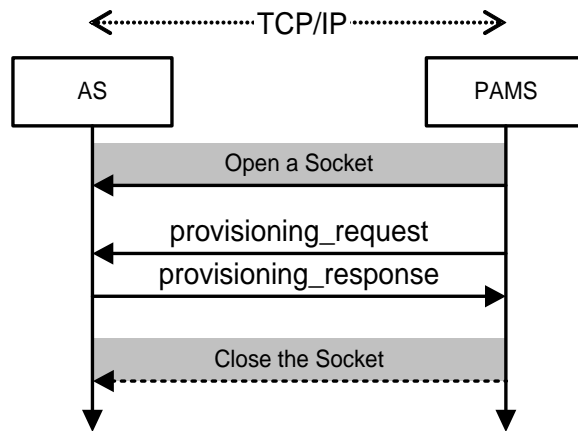 TCP/IP
AS
PAMS
Open a Socket
provisioning_request
provisioning_response
Close the Socket